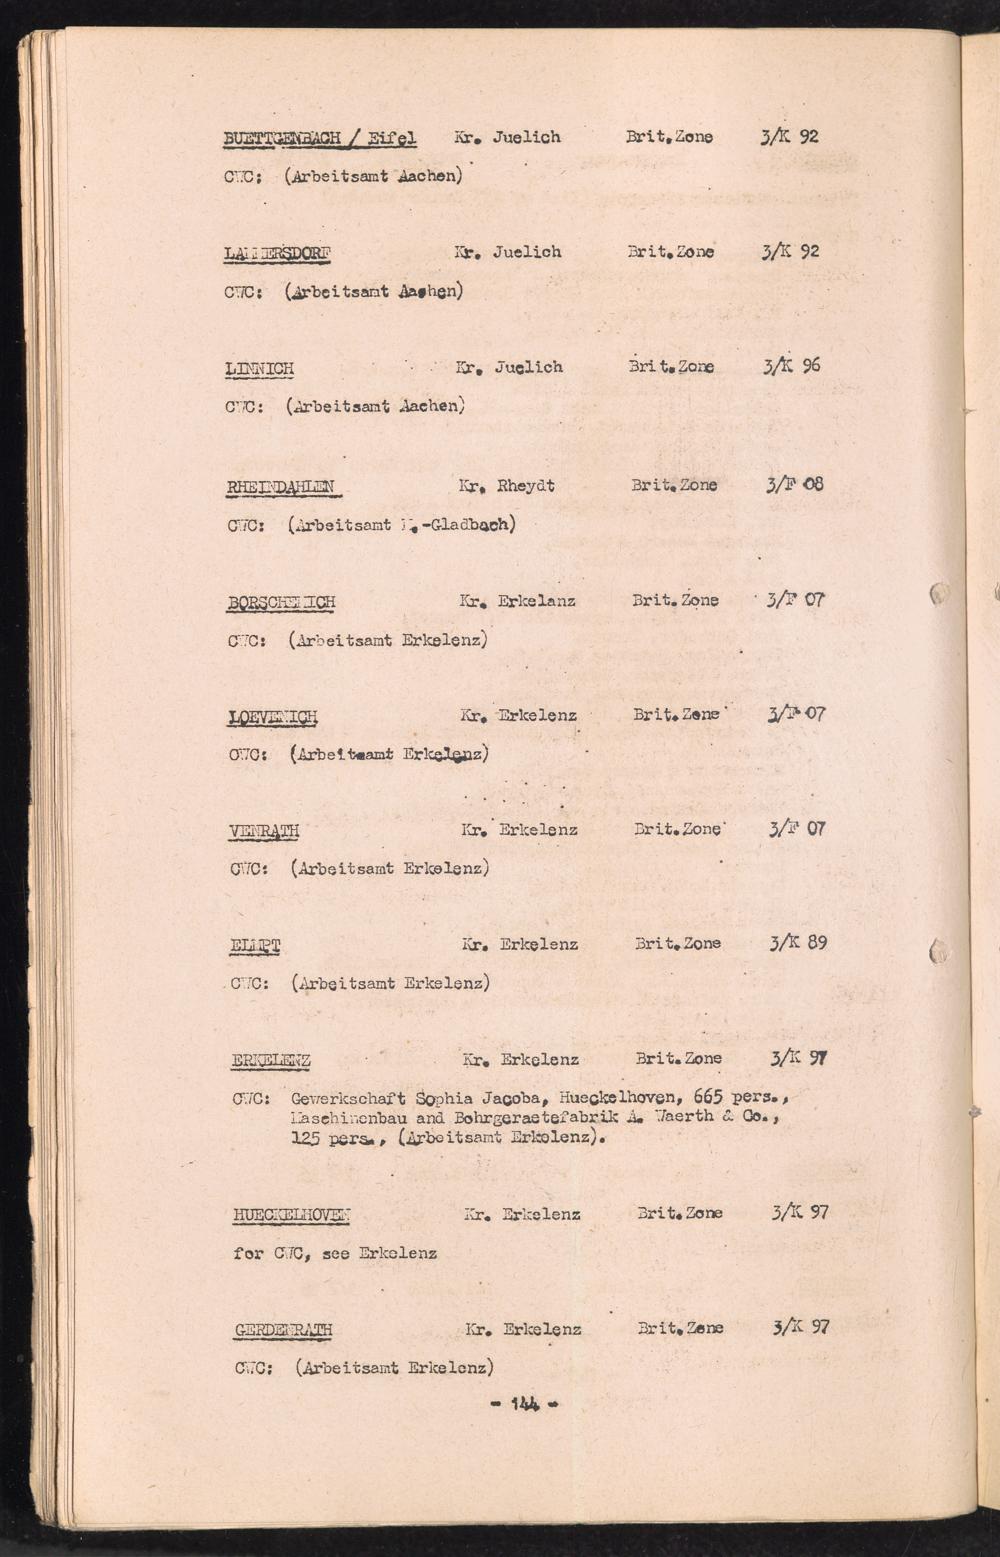 BUETTGENBACH / Eifel Kr. Juelich Brit.Zone 3/K 92
CWC; (Arbeitsamt Aachen)
LAMMERSDORF Kr. Juelich Brit.Zone 3/K 92
CWC: (Arbeitsamt Aachen)
LINNICH Kr. Juelich Brit.Zone 3/K 96
CWC: (Arbeitsamt Aachen)
RHEINDAHLEN Kr. Rheydt Brit.Zone 3/F 08
CWC: (Arbeitsamt M.-Gladbach)
BORSCHEMICH Kr. Erkelanz Brit.Zone 3/F 07
CWC: (Arbeitsamt Erkelenz)
LOEVENICH Kr. Erkelenz Brit.Zone 3/F 07
CWC: (Arbeitsamt Erkelenz)
VENRATH Kr. Erkelenz Brit.Zone 3/F 07
CWC: (Arbeitsamt Erkelenz)
ELMPT Kr. Erkelenz Brit.Zone 3/K 89
CWC: (Arbeitsamt Erkelenz)
ERKELENZ Kr. Erkelenz Brit.Zone 3/K 97
CWC: Gewerkschaft Sophia Jacoba, Hueckelhoven, 665 pers.,
Maschinenbau and Bohrgeraetefabrik A. Waerth & Co.,
125 pers., (Arbeitsamt Erkelenz).
HUECKELHOVEN Kr. Erkelenz Brit.Zone 3/K 97
for CWC, see Erkelenz
GERDENRATH Kr. Erkelenz Brit.Zone 3/K 97
CWC: (Arbeitsamt Erkelenz)
- 144 -